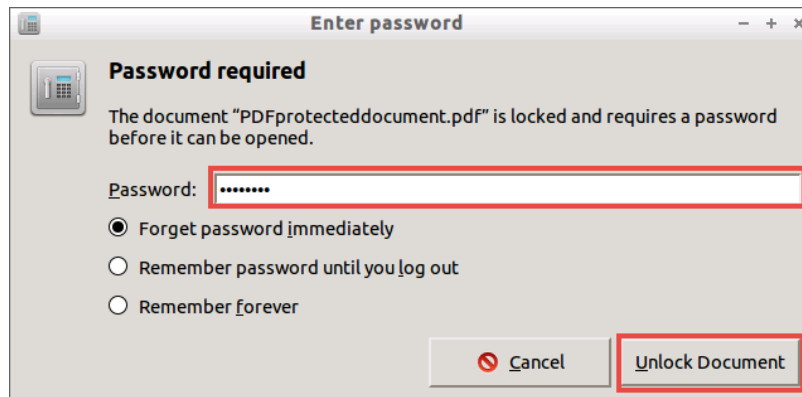 Enter password
Password required
The document “PDFprotecteddocument.pdf” is locked and requires a password
before it can be opened.
Password: ••••••••
Forget password immediately
Remember password until you log out
Remember forever
Cancel Unlock Document